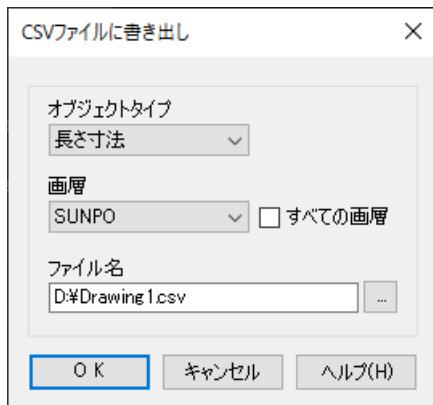 CSVファイルに書き出し
オブジェクトタイプ
長さ寸法
画層
SUNPO
すべての画層
ファイル名
D:¥Drawing1.csv
...
OK
キャンセル
ヘルプ(H)